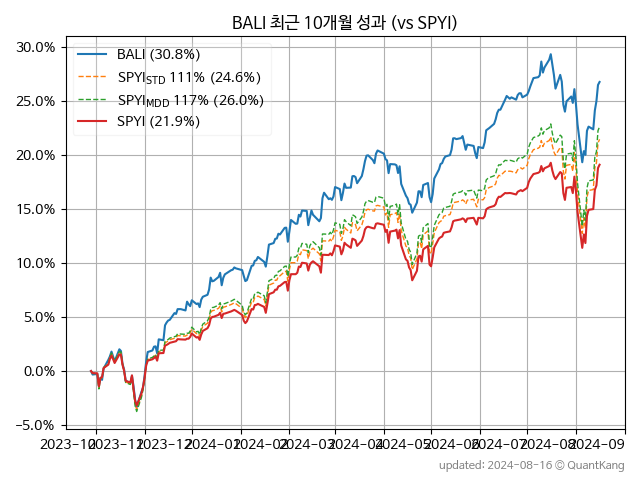 BALI 최근 10개월 성과 (vs SPYI)
30.0%
25.0%
20.0%
15.0%
10.0%
5.0%
0.0%
−5.0%
BALI (30.8%)
SPYISTD 111% (24.6%)
SPYIMDD 117% (26.0%)
SPYI (21.9%)
2023-10 2023-11 2023-12 2024-01 2024-02 2024-03 2024-04 2024-05 2024-06 2024-07 2024-08 2024-09
updated: 2024-08-16 © QuantKang